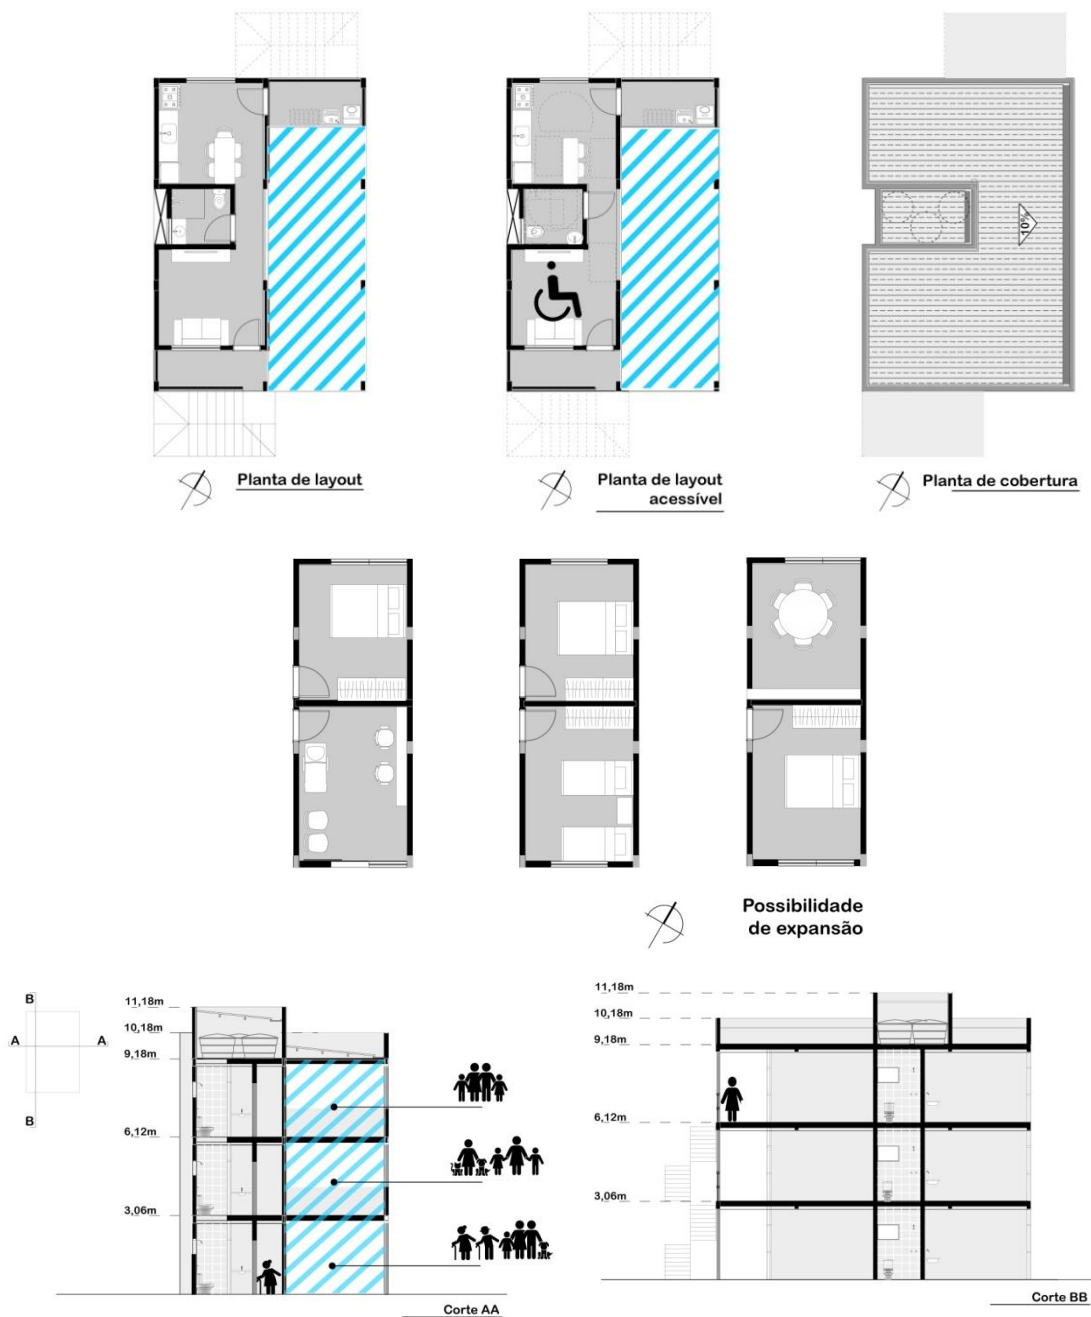 10%
Planta de layout
Planta de layout
acessível
Planta de cobertura
Possibilidade
de expansão
B
A A
B
11,18m
10,18m
9,18m
6,12m
3,06m
Corte AA
11,18m
10,18m
9,18m
6,12m
3,06m
Corte BB